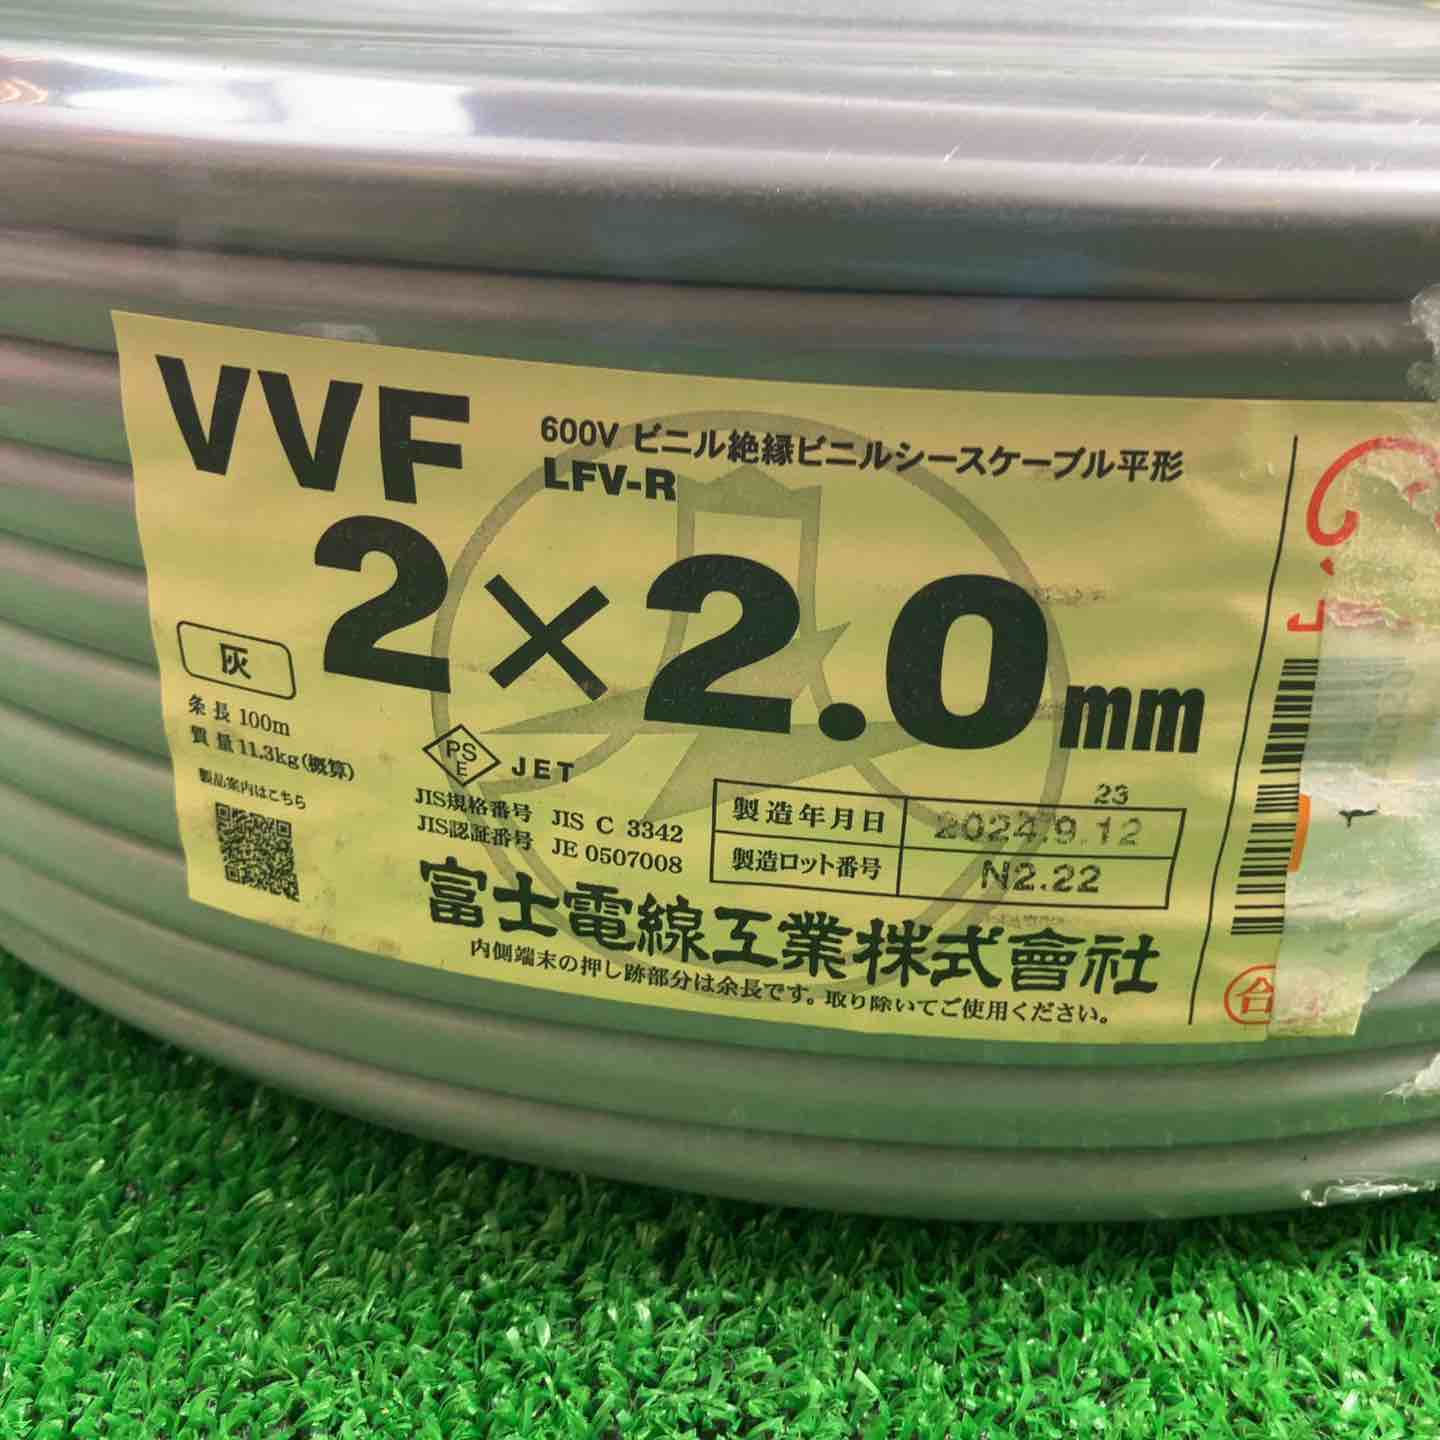 VVF
600V ビニル絶縁ビニルシースケーブル平形
LFV-R
2×2.0mm
灰
条長 100m
質量 11.3kg(概算)
製品案内はこちら
PSE JET
JIS規格番号 JIS C 3342
JIS認証番号 JE 0507008
23
製造年月日 2024.9.12
製造ロット番号 N2.22
富士電線工業株式會社
内側端末の押し跡部分は余長です。取り除いてご使用ください。
合